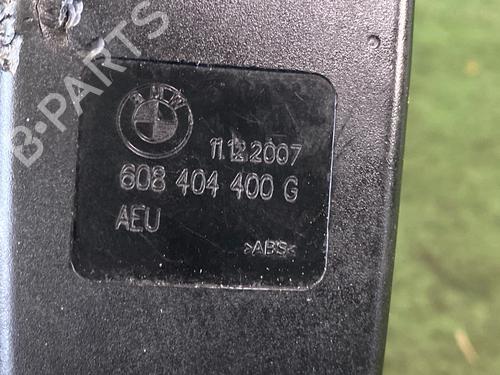 B-PARTS
BMW
11.12.2007
608 404 400 G
AEU
>ABS<